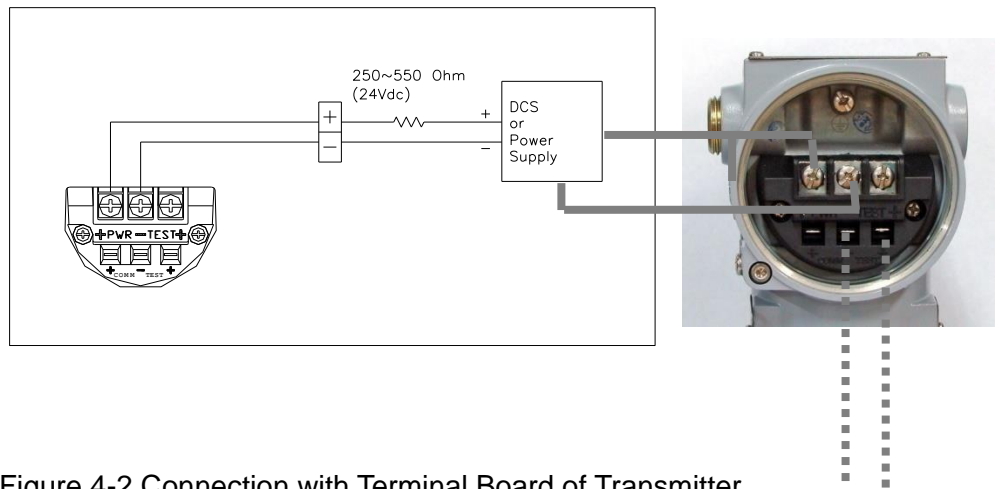 250~550 Ohm
(24Vdc)
+
−
+
−
DCS
or
Power
Supply
+PWR−TEST+
+ COMM − TEST +
Figure 4-2 Connection with Terminal Board of Transmitter